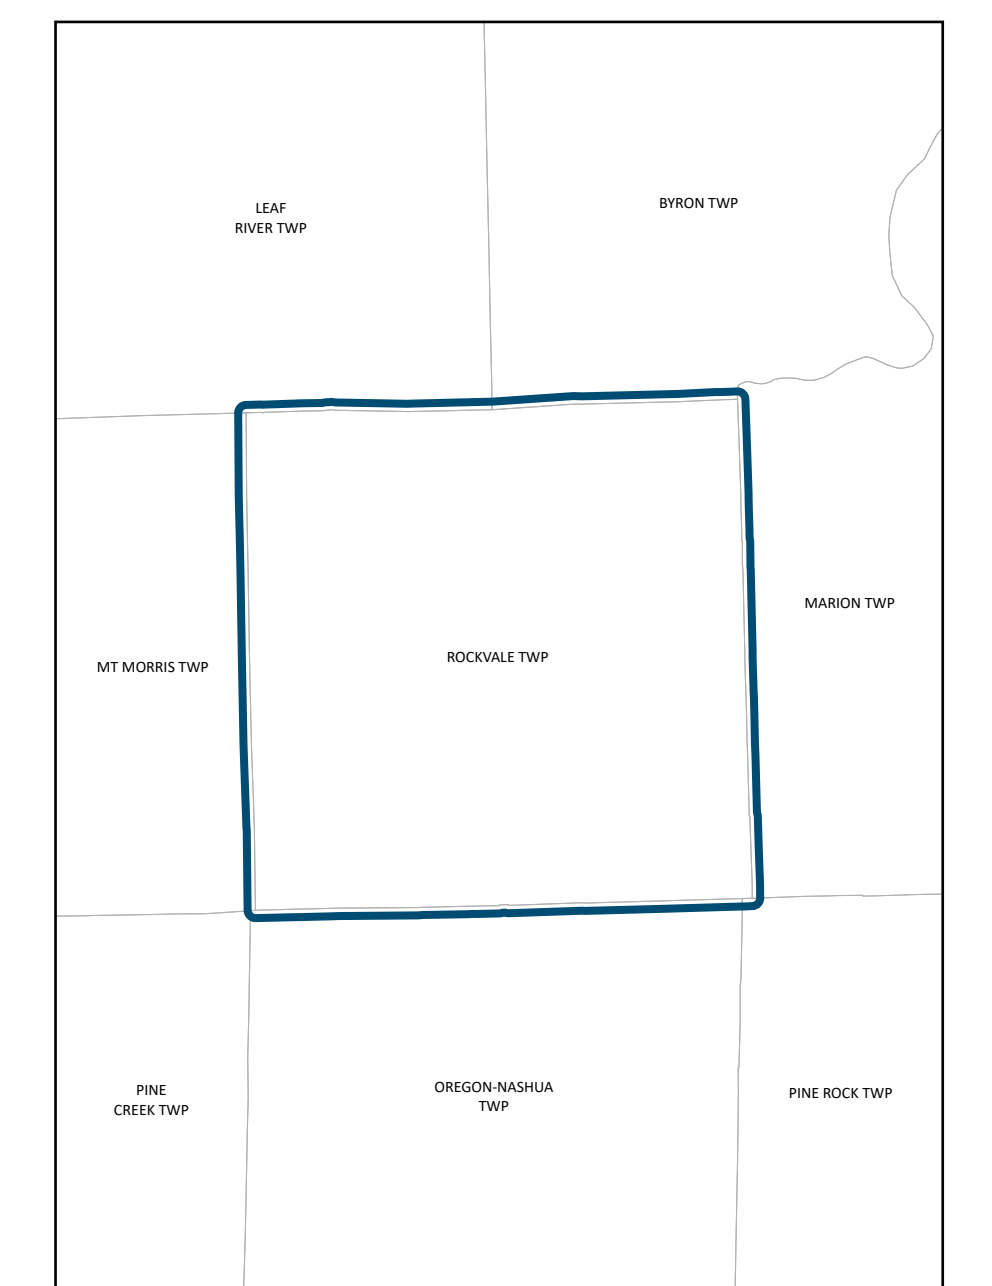 LEAF
RIVER TWP
BYRON TWP
MT MORRIS TWP
ROCKVALE TWP
MARION TWP
PINE
CREEK TWP
OREGON-NASHUA
TWP
PINE ROCK TWP